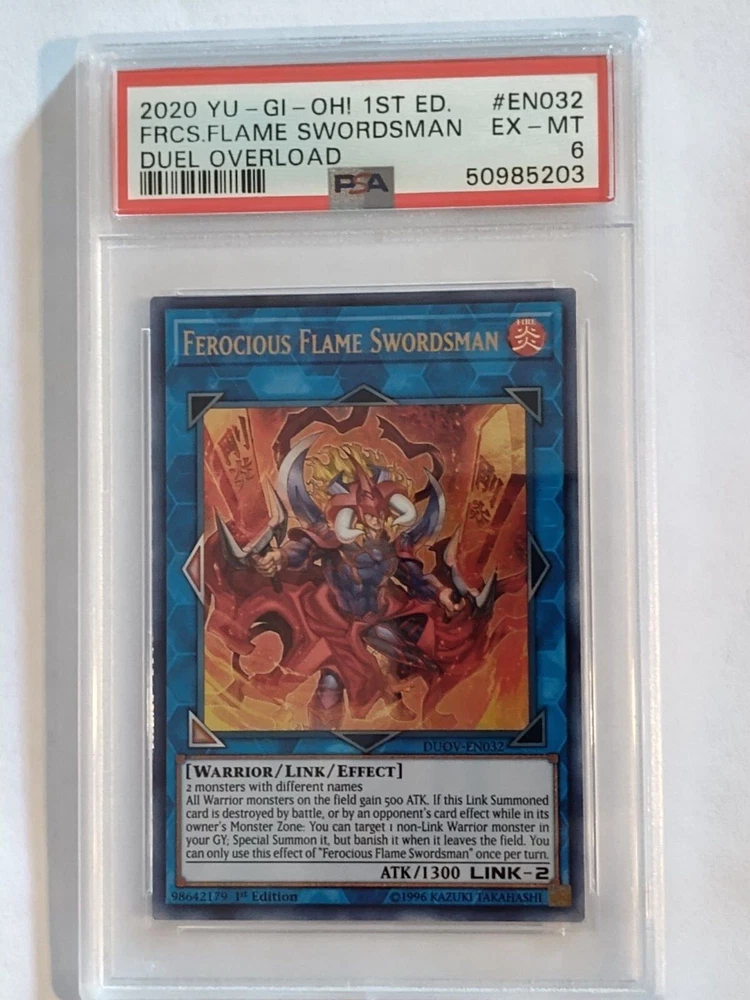 2020 YU-GI-OH! 1ST ED. #EN032
FRCS.FLAME SWORDSMAN EX-MT
DUEL OVERLOAD 6
PSA 50985203
FEROCIOUS FLAME SWORDSMAN
FIRE
炎
DUOV-EN032
[WARRIOR/LINK/EFFECT]
2 monsters with different names
All Warrior monsters on the field gain 500 ATK. If this Link Summoned
card is destroyed by battle, or by an opponent's card effect while in its
owner's Monster Zone: You can target 1 non-Link Warrior monster in
your GY; Special Summon it, but banish it when it leaves the field. You
can only use this effect of "Ferocious Flame Swordsman" once per turn.
ATK/1300 LINK-2
98642179 1st Edition ©1996 KAZUKI TAKAHASHI